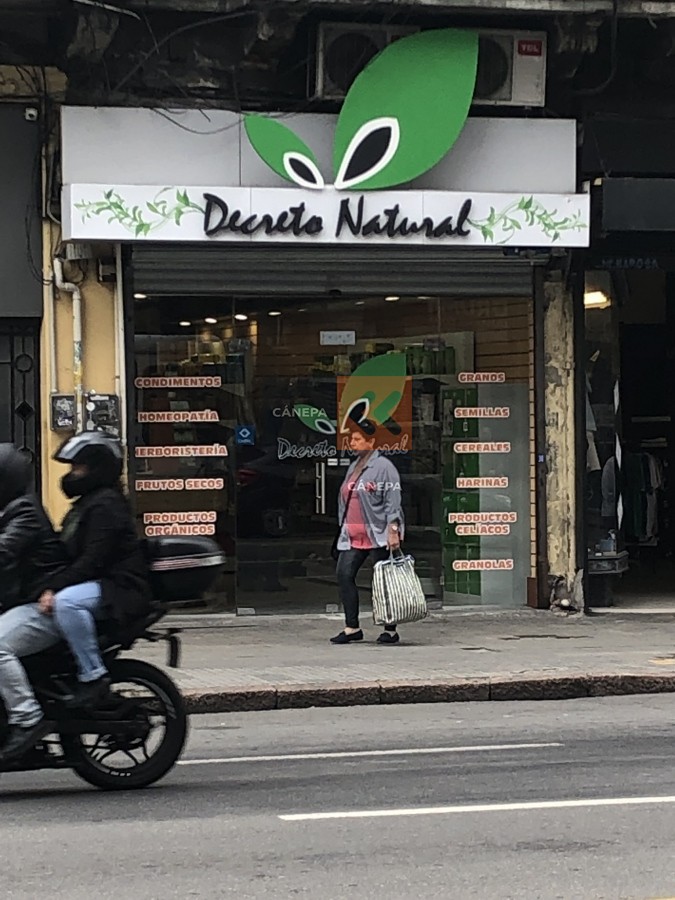 TCL
Decreto Natural
CONDIMENTOS
HOMEOPATÍA
HERBORISTERÍA
FRUTOS SECOS
PRODUCTOS
ORGÁNICOS
CÁNEPA
Decreto Natural
CÁNEPA
GRANOS
SEMILLAS
CEREALES
HARINAS
PRODUCTOS
CELÍACOS
GRANOLAS